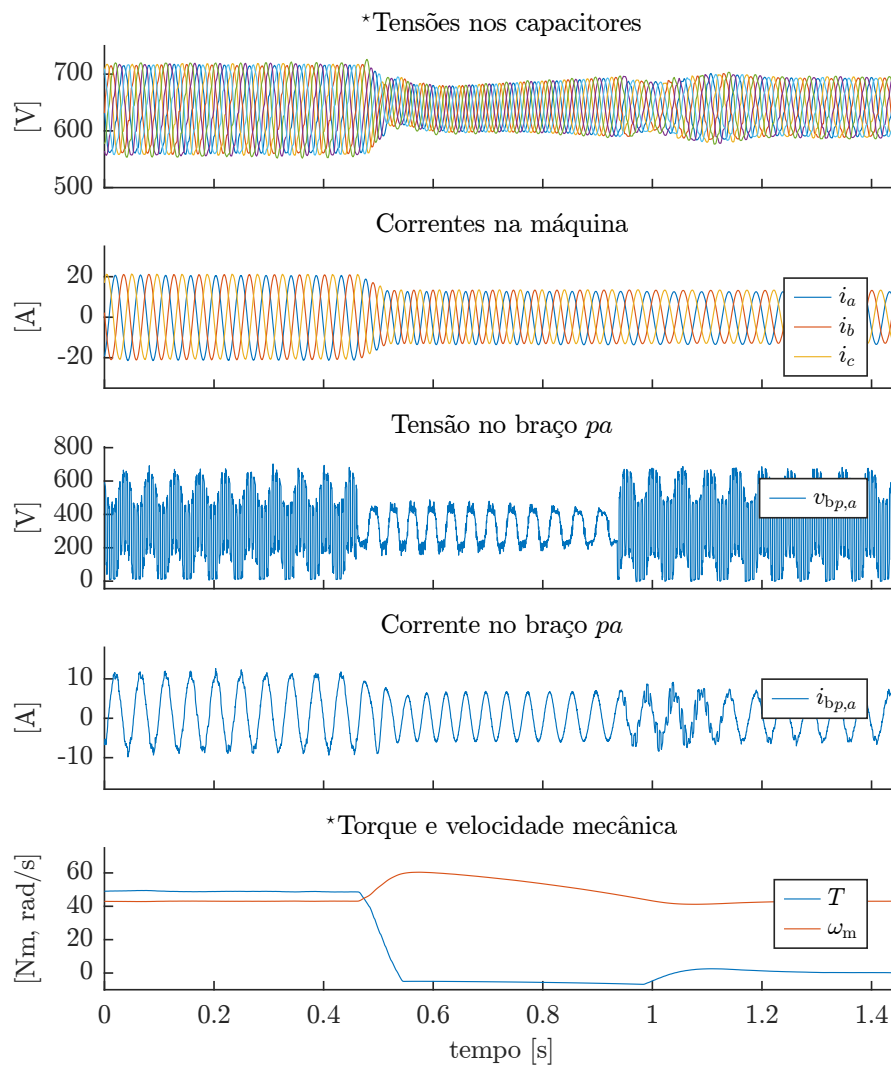 ⋆Tensões nos capacitores
700
600
500
[V]
Correntes na máquina
20
0
-20
[A]
i_a
i_b
i_c
Tensão no braço pa
800
600
400
200
0
[V]
v_bp,a
Corrente no braço pa
10
0
-10
[A]
i_bp,a
⋆Torque e velocidade mecânica
60
40
20
0
[Nm, rad/s]
T
ω_m
0 0.2 0.4 0.6 0.8 1 1.2 1.4
tempo [s]